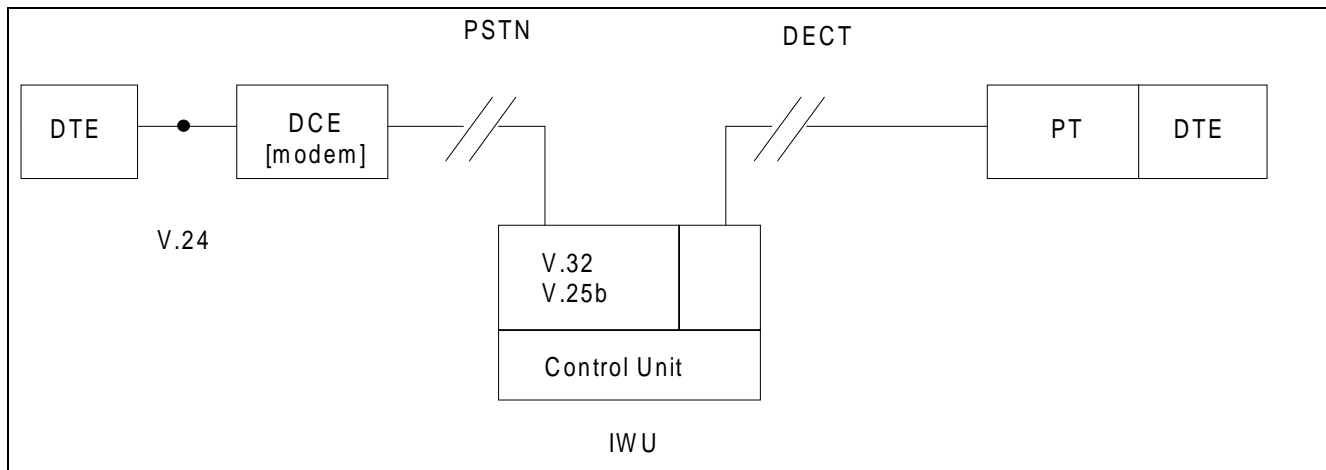 PSTN
DECT
DTE
DCE
[modem]
PT
DTE
V.24
V.32
V.25b
Control Unit
IWU